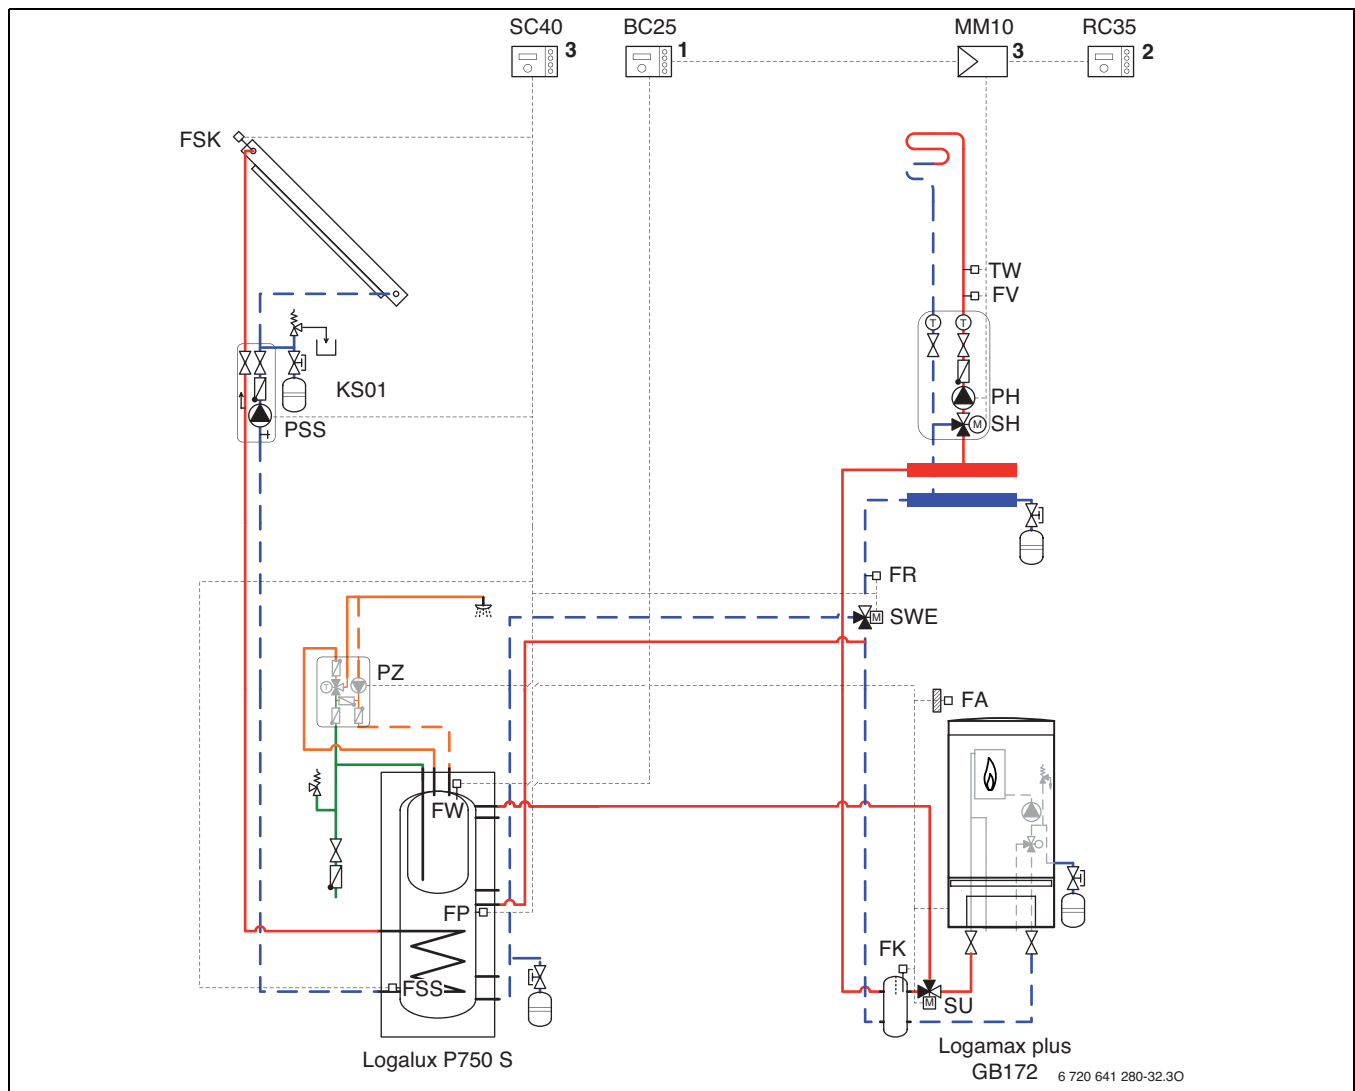 SC40 3
BC25 1
MM10 3
RC35 2
FSK
TW
FV
T T
KS01
PH
PSS
SH
M
FR
SWE
M
PZ
T
FA
FW
FP
FK
FSS
SU
M
Logalux P750 S
Logamax plus
GB172
6 720 641 280-32.3O